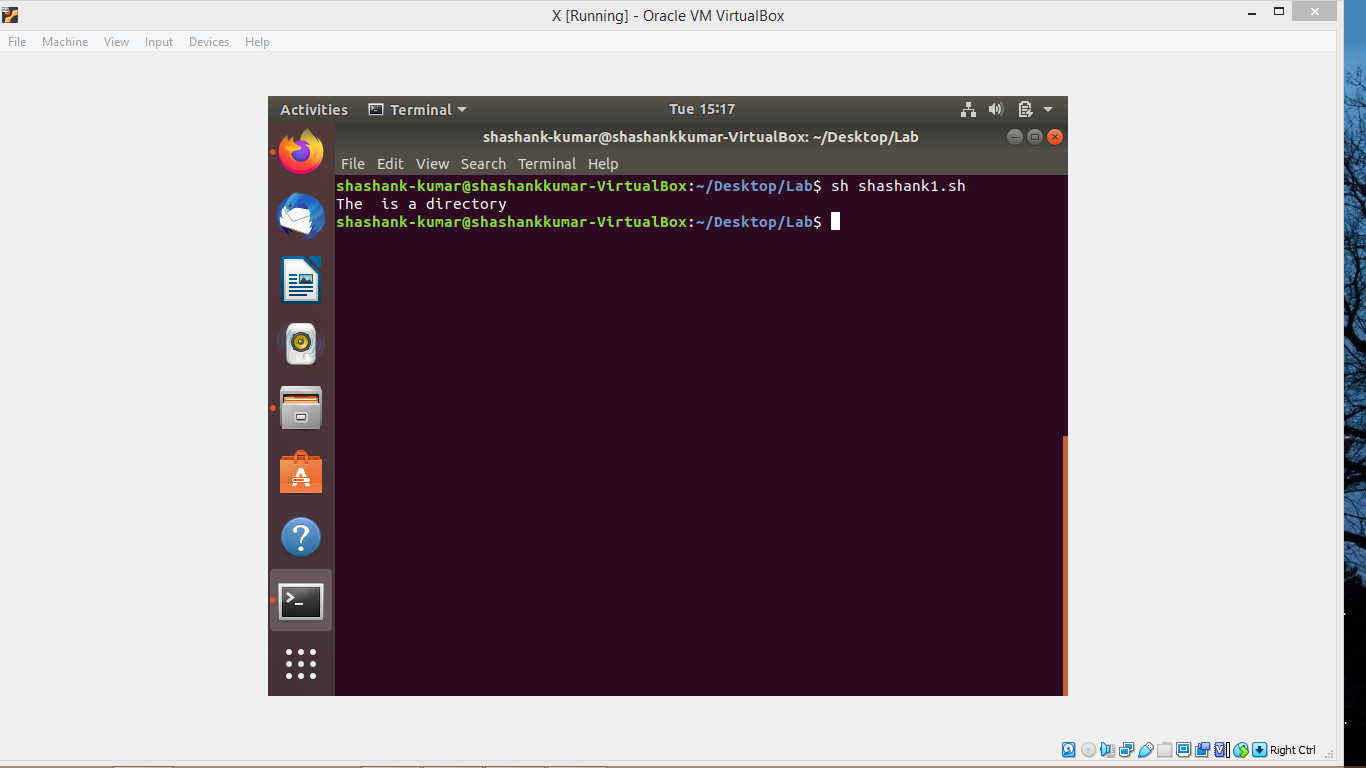 X [Running] - Oracle VM VirtualBox
File Machine View Input Devices Help
Activities Terminal Tue 15:17
shashank-kumar@shashankkumar-VirtualBox: ~/Desktop/Lab
File Edit View Search Terminal Help
shashank-kumar@shashankkumar-VirtualBox:~/Desktop/Lab$ sh shashank1.sh
The  is a directory
shashank-kumar@shashankkumar-VirtualBox:~/Desktop/Lab$
Right Ctrl